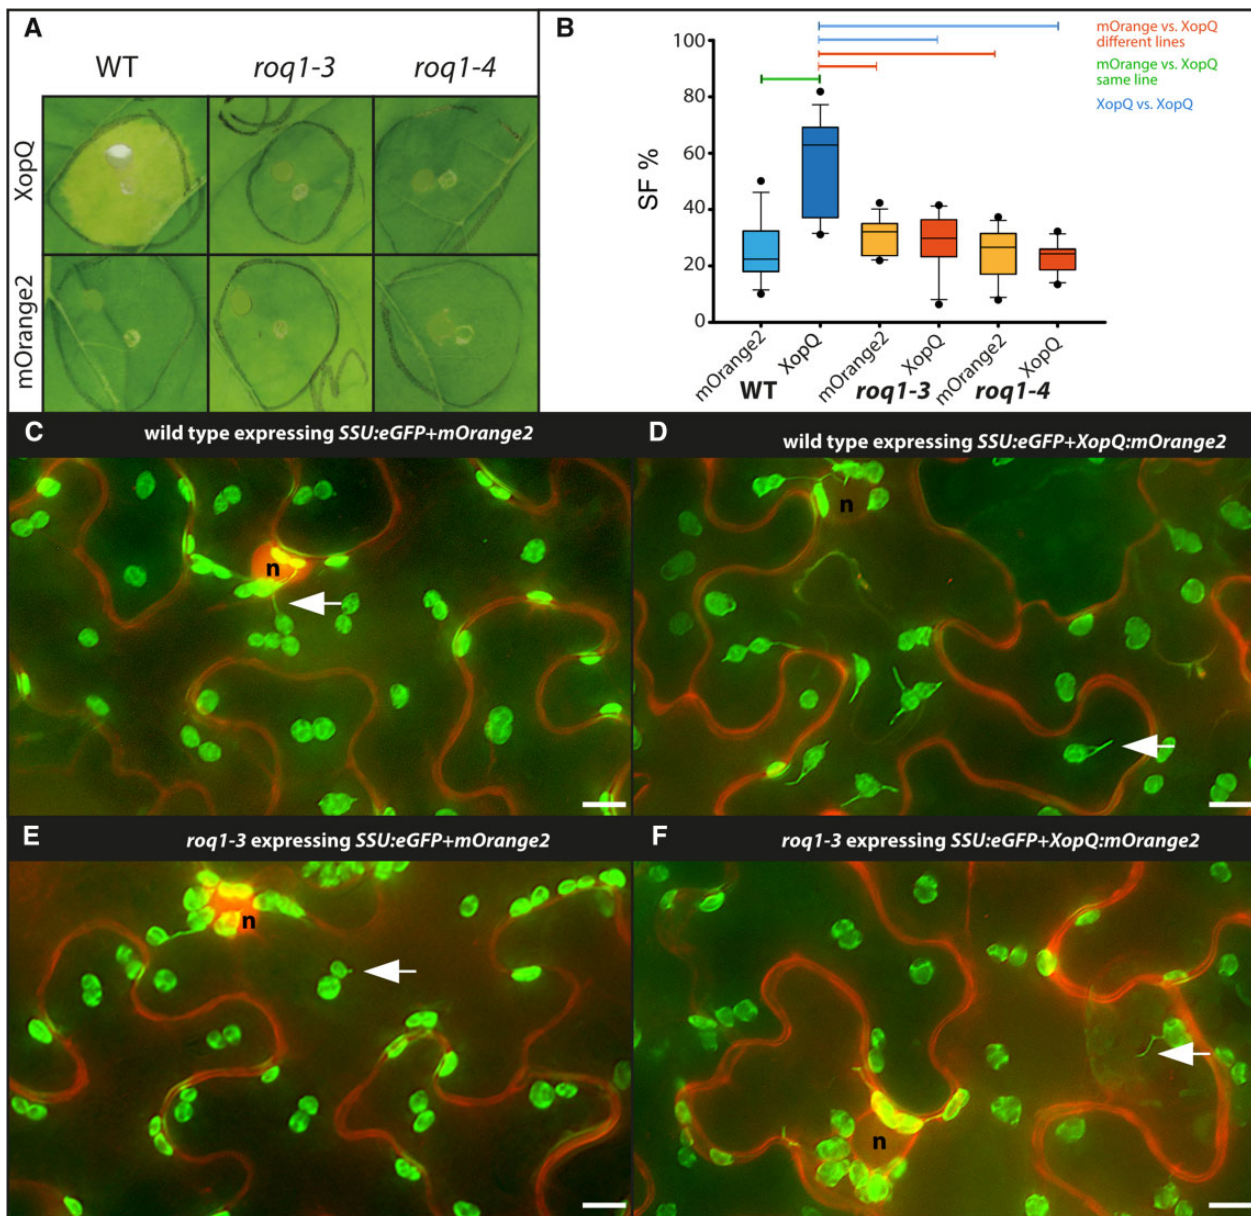 A
WT
roq1-3
roq1-4
XopQ
mOrange2
B
mOrange vs. XopQ
different lines
mOrange vs. XopQ
same line
XopQ vs. XopQ
SF %
100
80
60
40
20
0
mOrange2
XopQ
mOrange2
XopQ
mOrange2
XopQ
WT
roq1-3
roq1-4
C
wild type expressing SSU:eGFP+mOrange2
n
D
wild type expressing SSU:eGFP+XopQ:mOrange2
n
E
roq1-3 expressing SSU:eGFP+mOrange2
n
F
roq1-3 expressing SSU:eGFP+XopQ:mOrange2
n